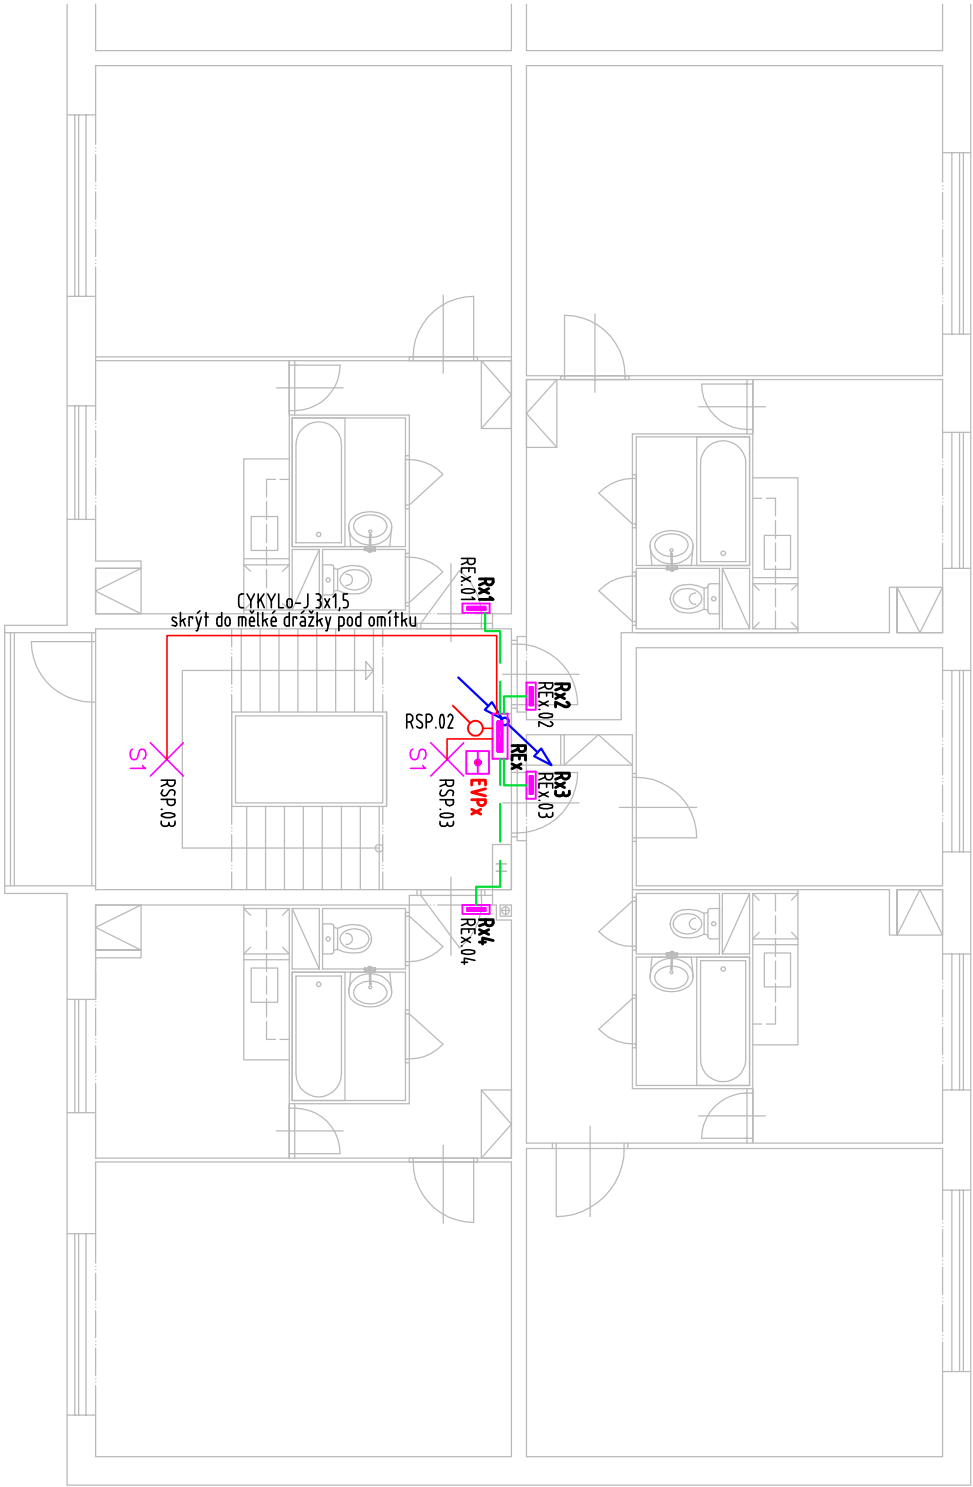 Rx1
REx.01
CYKYLo-J 3x1,5
skrýt do mělké drážky pod omítku
Rx2
REx.02
RSP.02
REx
S1
RSP.03
S1
RSP.03
EVPx
Rx3
REx.03
Rx4
REx.04